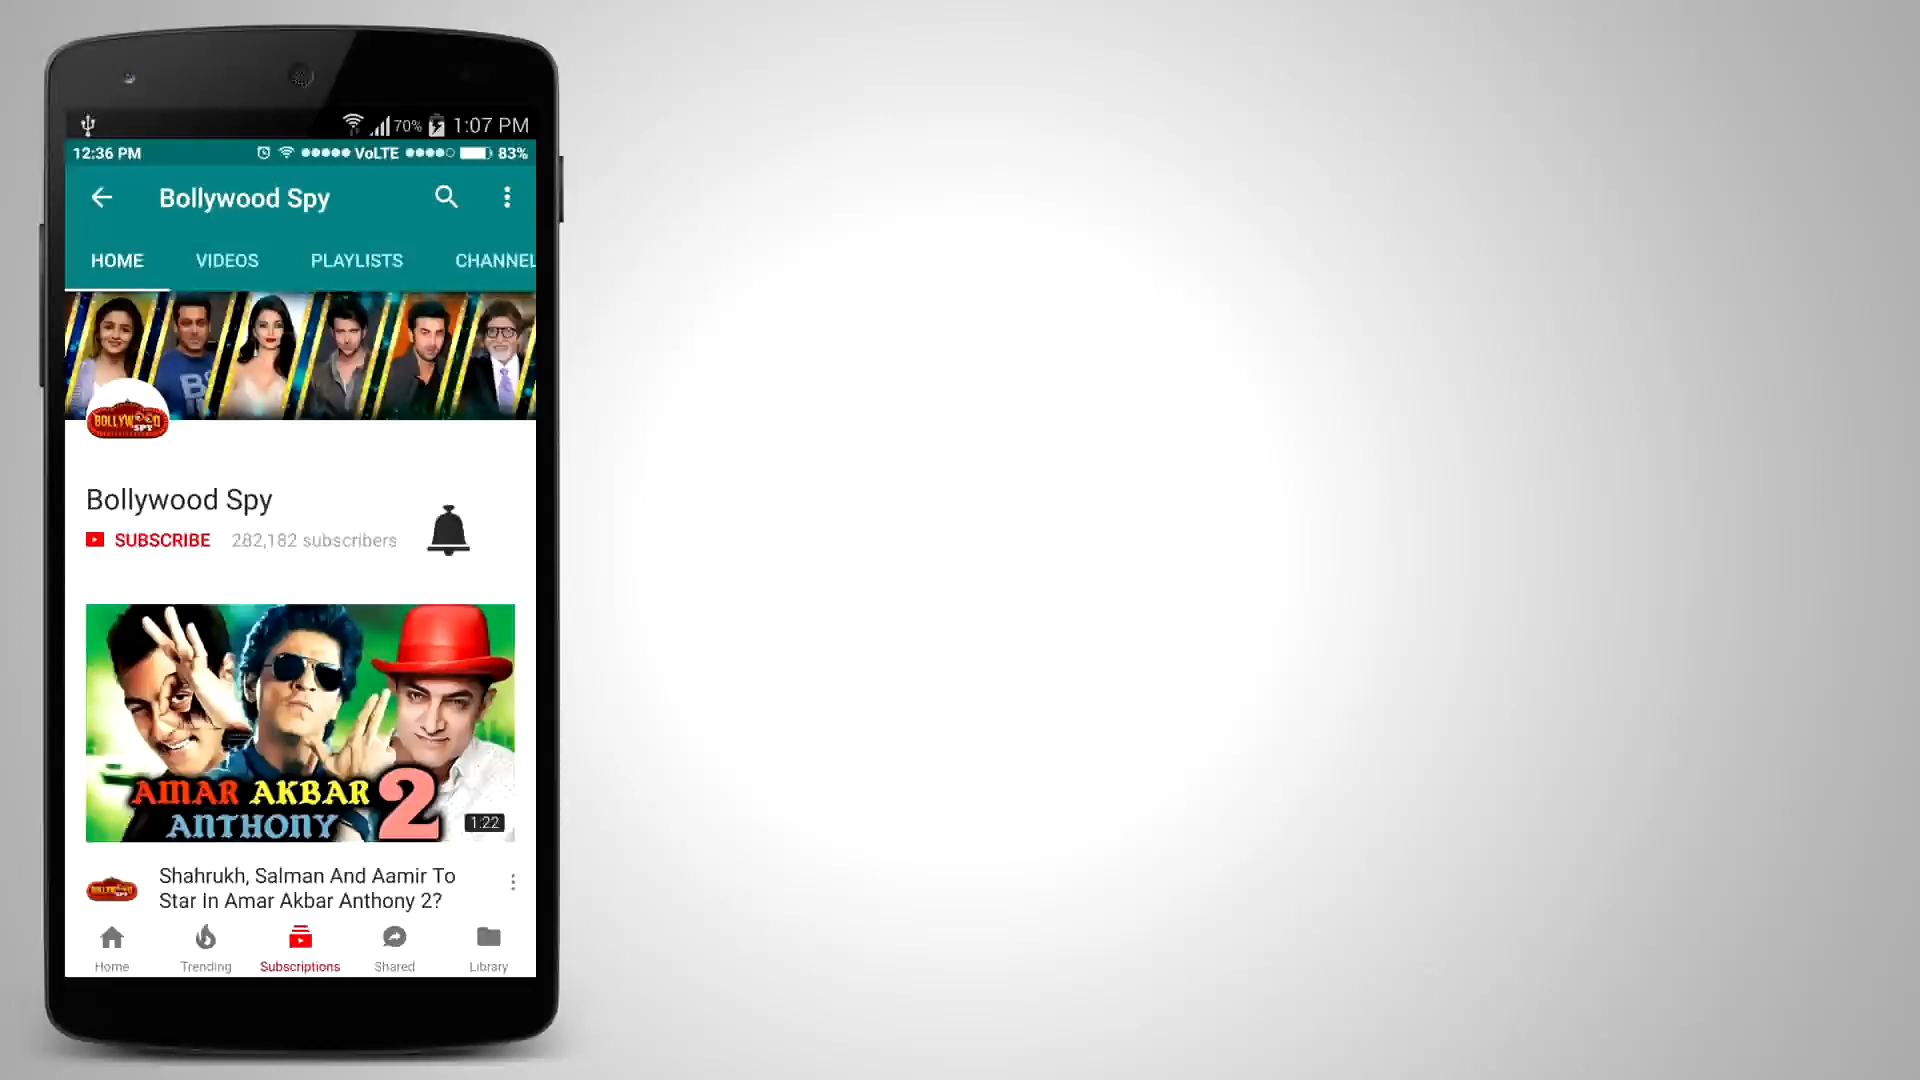 70% 1:07 PM
12:36 PM VoLTE 83%
Bollywood Spy
HOME VIDEOS PLAYLISTS CHANNEL
BOLLYWOOD
SPY
Bollywood Spy
SUBSCRIBE 282,182 subscribers
AMAR AKBAR 2
ANTHONY
1:22
Shahrukh, Salman And Aamir To
Star In Amar Akbar Anthony 2?
Home Trending Subscriptions Shared Library